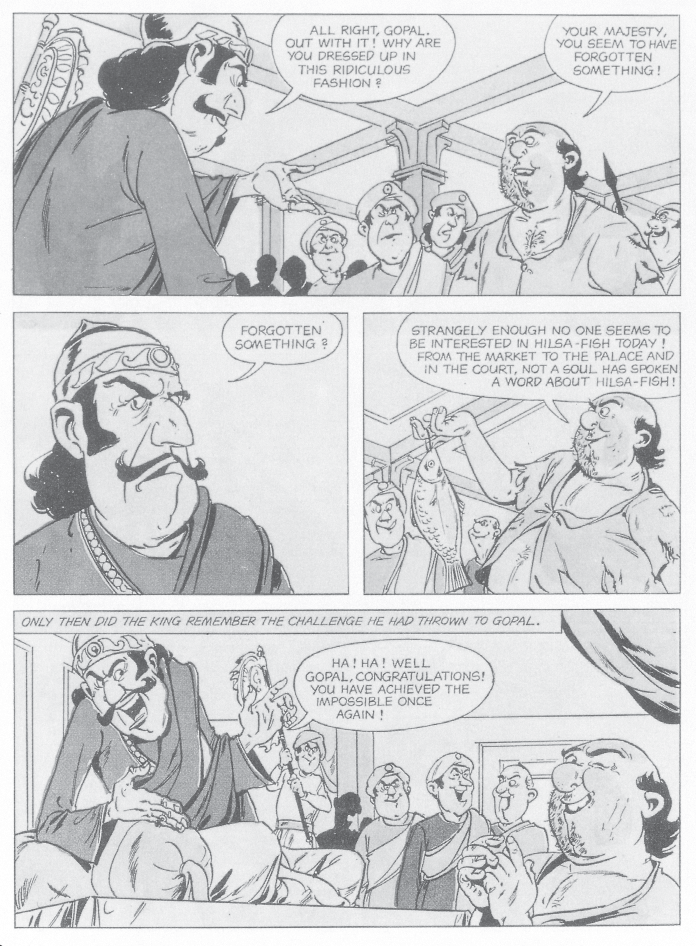 ALL RIGHT, GOPAL.
OUT WITH IT! WHY ARE
YOU DRESSED UP IN
THIS RIDICULOUS
FASHION?
YOUR MAJESTY,
YOU SEEM TO HAVE
FORGOTTEN
SOMETHING!
FORGOTTEN
SOMETHING?
STRANGELY ENOUGH NO ONE SEEMS TO
BE INTERESTED IN HILSA-FISH TODAY!
FROM THE MARKET TO THE PALACE AND
IN THE COURT, NOT A SOUL HAS SPOKEN
A WORD ABOUT HILSA-FISH!
ONLY THEN DID THE KING REMEMBER THE CHALLENGE HE HAD THROWN TO GOPAL.
HA! HA! WELL
GOPAL, CONGRATULATIONS!
YOU HAVE ACHIEVED THE
IMPOSSIBLE ONCE
AGAIN!